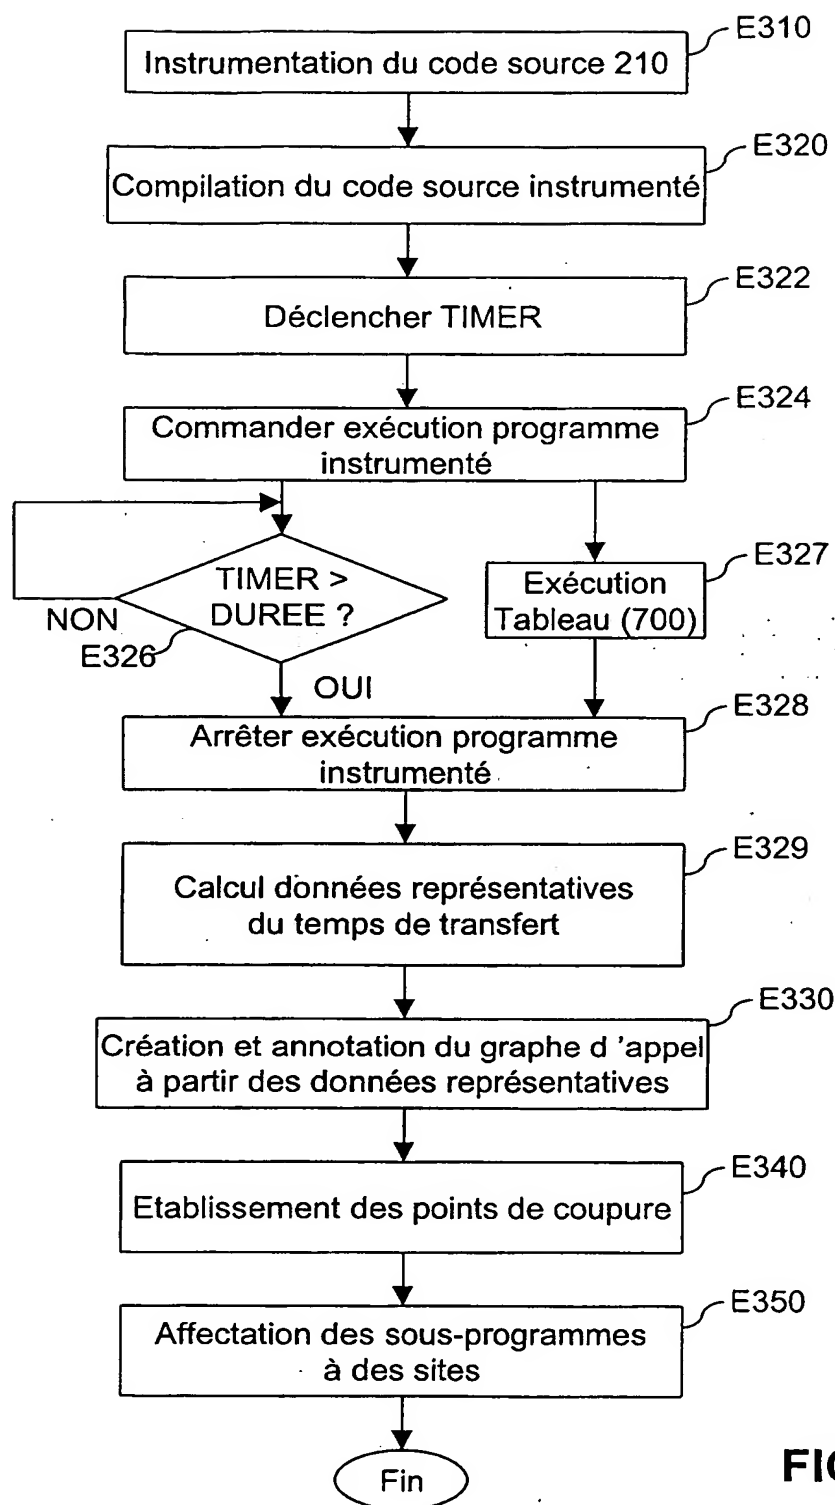 E310
Instrumentation du code source 210
E320
Compilation du code source instrumenté
E322
Déclencher TIMER
E324
Commander exécution programme
instrumenté
E327
TIMER >
DUREE ?
Exécution
Tableau (700)
NON
E326
OUI
E328
Arrêter exécution programme
instrumenté
E329
Calcul données représentatives
du temps de transfert
E330
Création et annotation du graphe d 'appel
à partir des données représentatives
E340
Etablissement des points de coupure
E350
Affectation des sous-programmes
à des sites
Fin